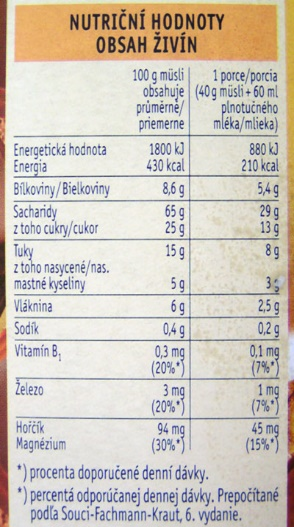 NUTRIČNÍ HODNOTY
OBSAH ŽIVÍN
100 g müsli
obsahuje
průměrně/
priemerne
1 porce/porcia
(40 g müsli + 60 ml
plnotučného
mléka/mlieka)
Energetická hodnota 1800 kJ 880 kJ
Energia 430 kcal 210 kcal
Bílkoviny/Bielkoviny 8,6 g 5,4 g
Sacharidy 65 g 29 g
z toho cukry/cukor 25 g 13 g
Tuky 15 g 8 g
z toho nasycené/nas.
mastné kyseliny 5 g 3 g
Vláknina 6 g 2,5 g
Sodík 0,4 g 0,2 g
Vitamín B₁ 0,3 mg 0,1 mg
(20%*) (7%*)
Železo 3 mg 1 mg
(20%*) (7%*)
Hořčík 94 mg 45 mg
Magnézium (30%*) (15%*)
*) procenta doporučené denní dávky.
*) percentá odporúčanej dennej dávky. Prepočítané
podľa Souci-Fachmann-Kraut, 6. vydanie.